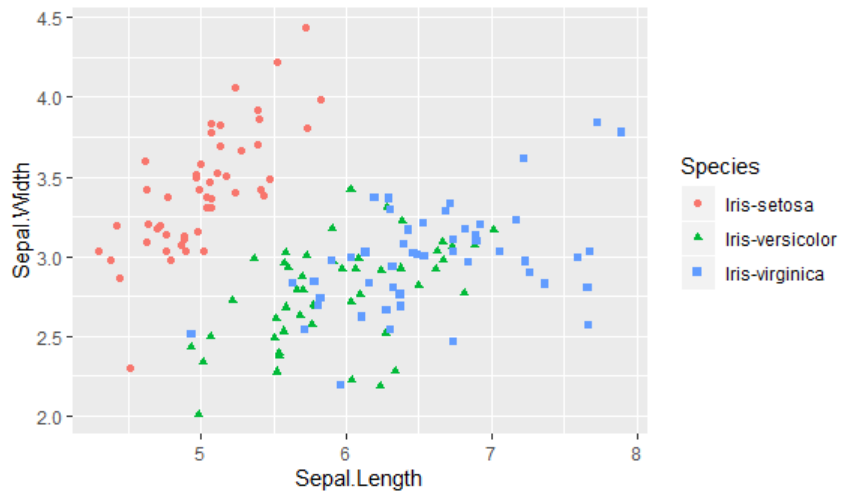 4.5
4.0
3.5
3.0
2.5
2.0
Sepal.Width
5 6 7 8
Sepal.Length
Species
Iris-setosa
Iris-versicolor
Iris-virginica